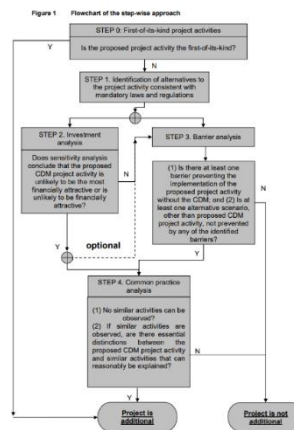 Figure 1 Flowchart of the step-wise approach
STEP 0: First-of-its-kind project activities
Is the proposed project activity the first-of-its-kind?
Y
N
STEP 1. Identification of alternatives to
the project activity consistent with
mandatory laws and regulations
STEP 2. Investment
analysis
Does sensitivity analysis
conclude that the proposed
CDM project activity is
unlikely to be the most
financially attractive or is
unlikely to be financially
attractive?
N
STEP 3. Barrier analysis
(1) Is there at least one
barrier preventing the
implementation of the
proposed project activity
without the CDM; and (2) Is at
least one alternative scenario,
other than proposed CDM
project activity, not prevented
by any of the identified
barriers?
N
Y
optional
Y
STEP 4. Common practice
analysis
(1) No similar activities can be
observed?
(2) If similar activities are
observed, are there essential
distinctions between the
proposed CDM project activity
and similar activities that can
reasonably be explained?
N
Y
Project is
additional
Project is not
additional